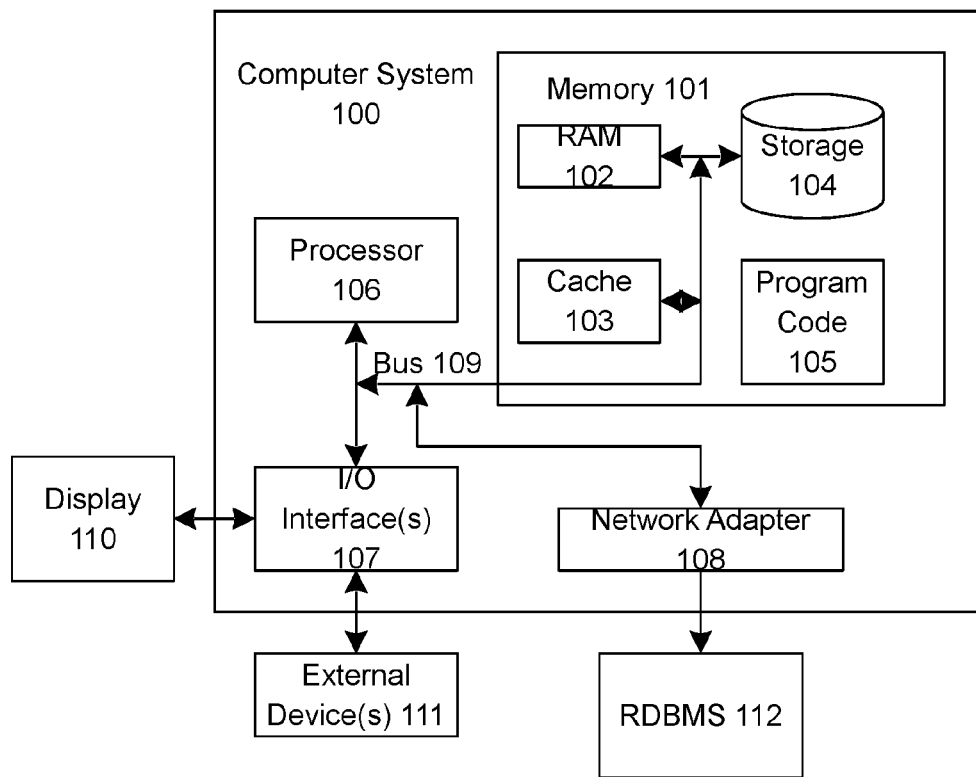 Computer System
100
Memory 101
RAM
102
Storage
104
Processor
106
Cache
103
Program
Code
105
Bus 109
Display
110
I/O
Interface(s)
107
Network Adapter
108
External
Device(s) 111
RDBMS 112